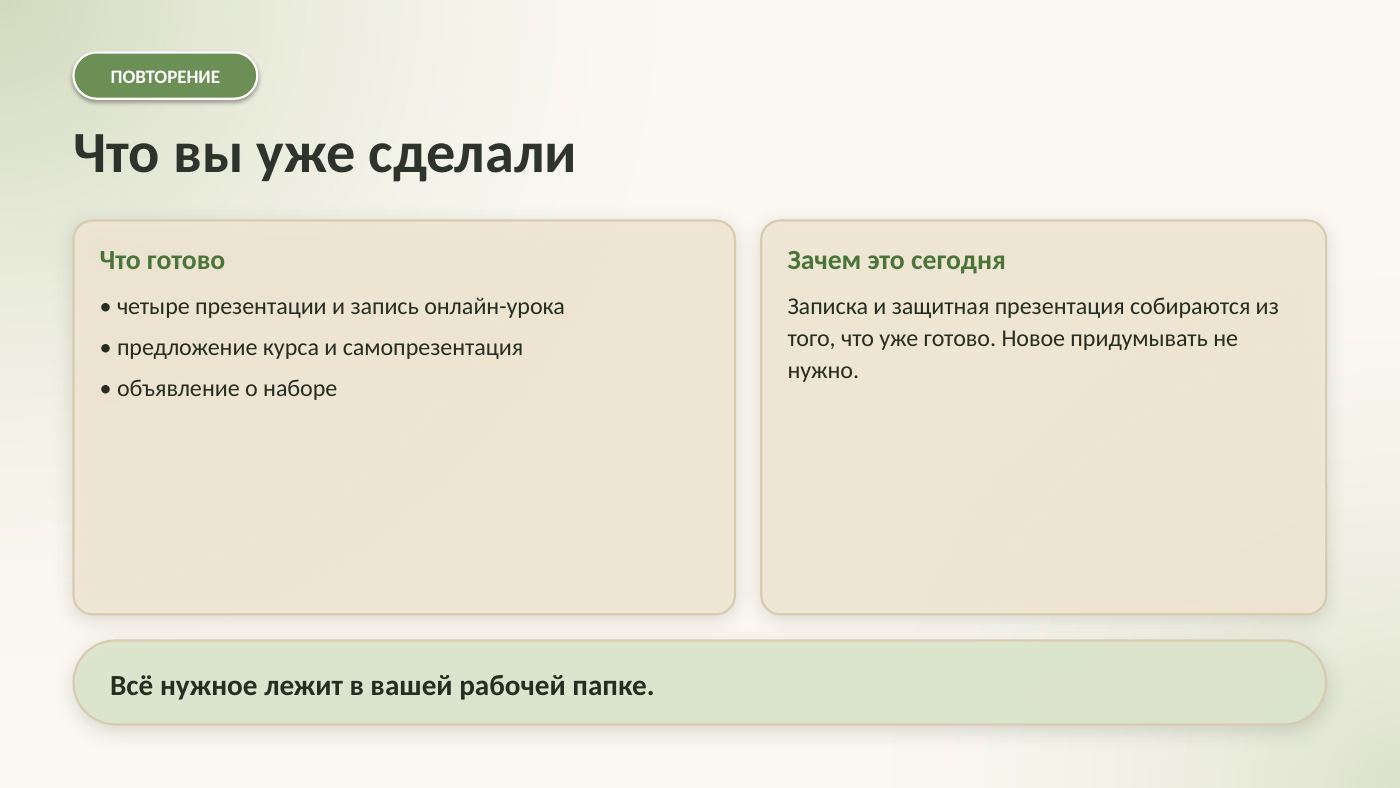 ПОВТОРЕНИЕ
Что вы уже сделали
Что готово
• четыре презентации и запись онлайн-урока
• предложение курса и самопрезентация
• объявление о наборе
Зачем это сегодня
Записка и защитная презентация собираются из
того, что уже готово. Новое придумывать не
нужно.
Всё нужное лежит в вашей рабочей папке.